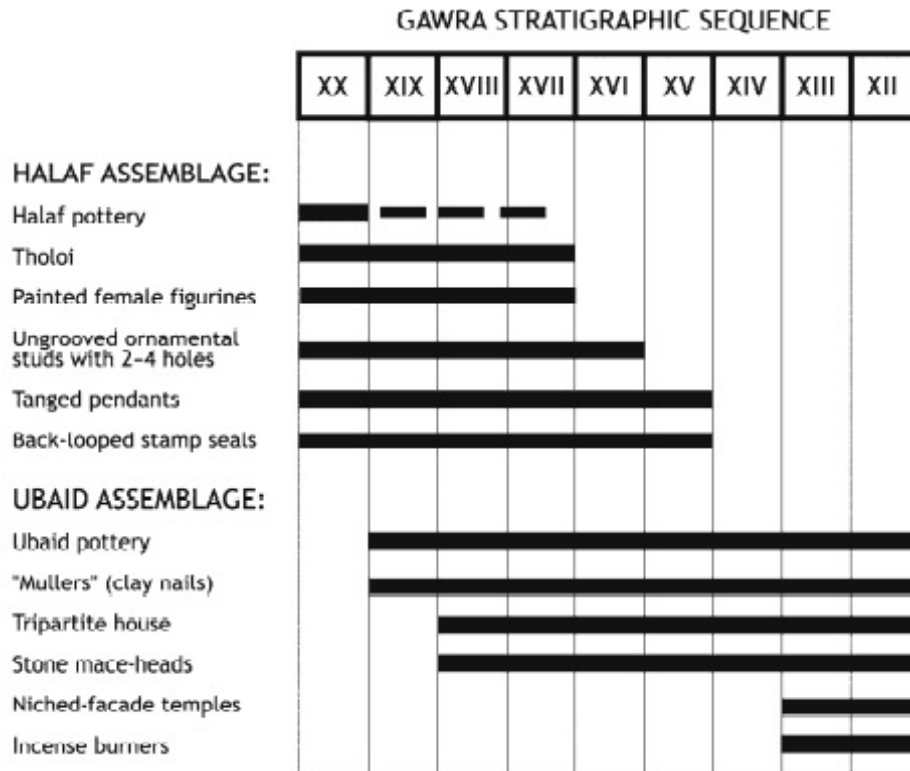 GAWRA STRATIGRAPHIC SEQUENCE
XX XIX XVIII XVII XVI XV XIV XIII XII
HALAF ASSEMBLAGE:
Halaf pottery
Tholoi
Painted female figurines
Ungrooved ornamental
studs with 2-4 holes
Tanged pendants
Back-looped stamp seals
UBAID ASSEMBLAGE:
Ubaid pottery
"Mullers" (clay nails)
Tripartite house
Stone mace-heads
Niched-facade temples
Incense burners